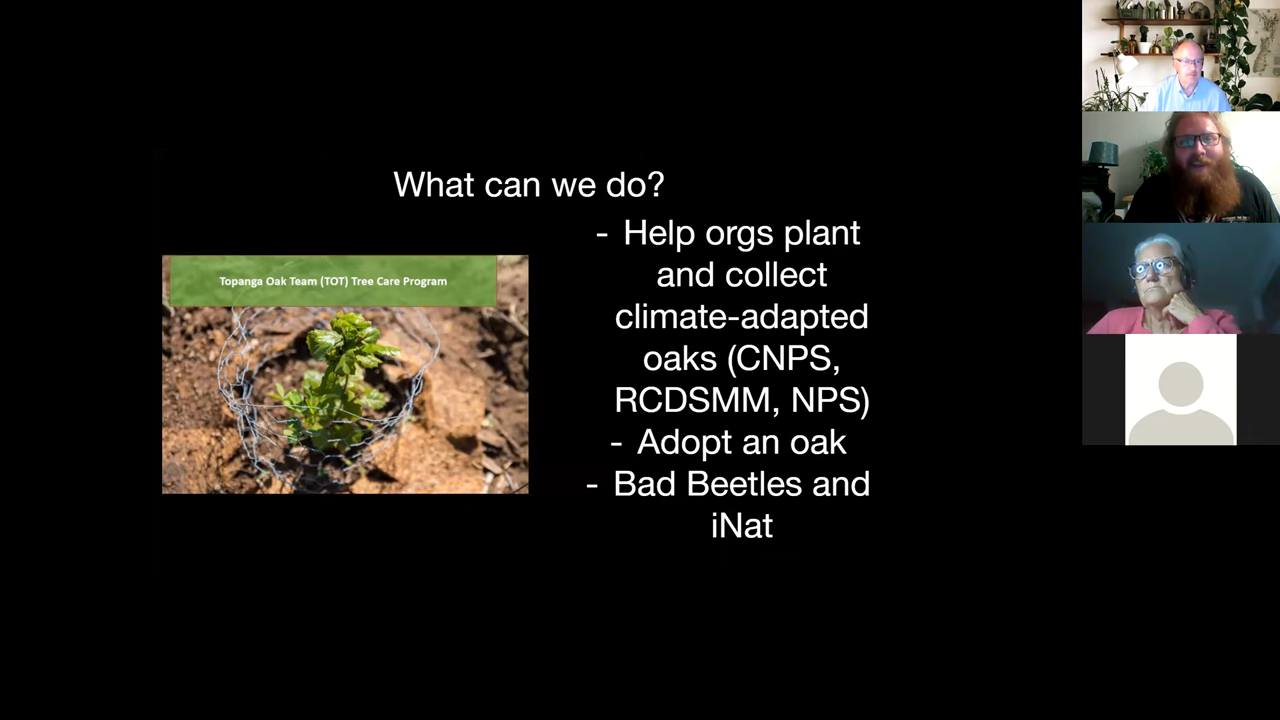 What can we do?
Topanga Oak Team (TOT) Tree Care Program
- Help orgs plant
and collect
climate-adapted
oaks (CNPS,
RCDSMM, NPS)
- Adopt an oak
- Bad Beetles and
iNat